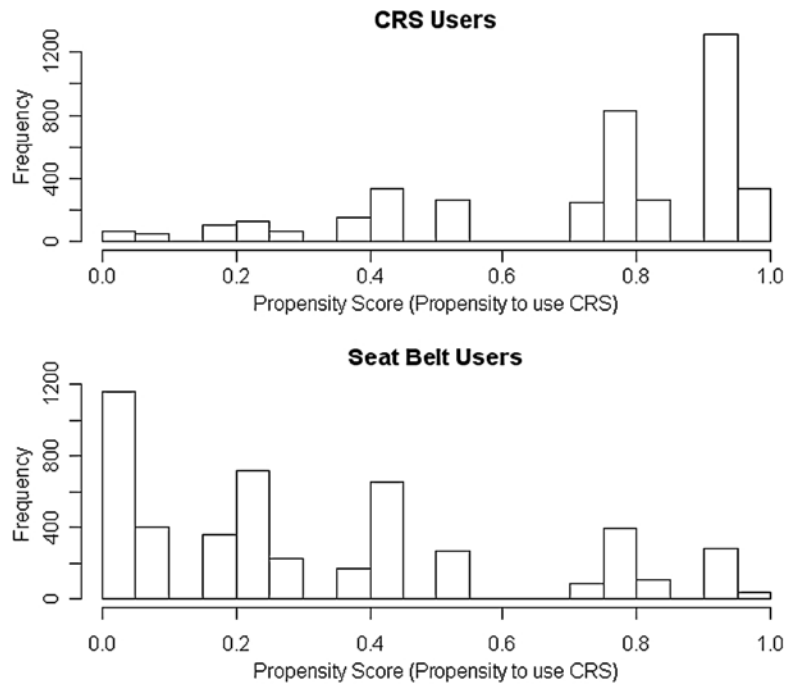 CRS Users
Frequency
0 400 800 1200
0.0 0.2 0.4 0.6 0.8 1.0
Propensity Score (Propensity to use CRS)
Seat Belt Users
Frequency
0 400 800 1200
0.0 0.2 0.4 0.6 0.8 1.0
Propensity Score (Propensity to use CRS)